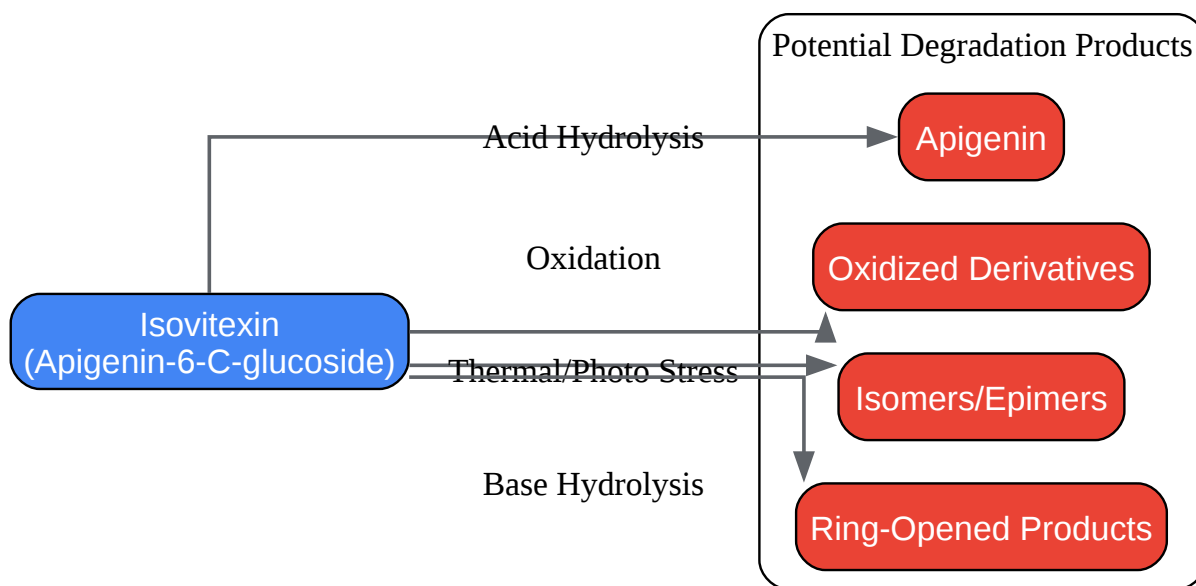 Potential Degradation Products
Acid Hydrolysis
Apigenin
Oxidation
Oxidized Derivatives
Isovitexin
(Apigenin-6-C-glucoside)
Thermal/Photo Stress
Isomers/Epimers
Base Hydrolysis
Ring-Opened Products